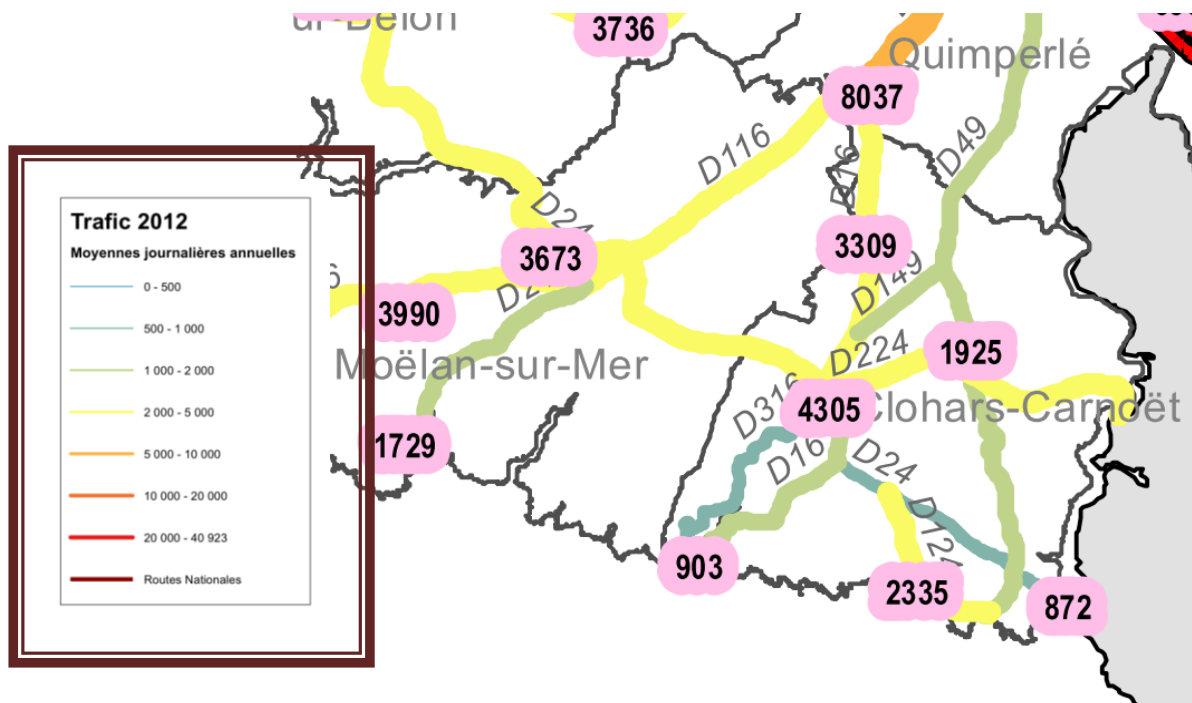 ur-Bélon
3736
Quimperlé
8037
D116
D16
D49
D24
3673
3309
D149
3990
Moëlan-sur-Mer
D224
1925
4305
Clohars-Carnoët
D316
1729
D16
D24
D124
903
2335
872
Trafic 2012
Moyennes journalières annuelles
0 - 500
500 - 1 000
1 000 - 2 000
2 000 - 5 000
5 000 - 10 000
10 000 - 20 000
20 000 - 40 923
Routes Nationales